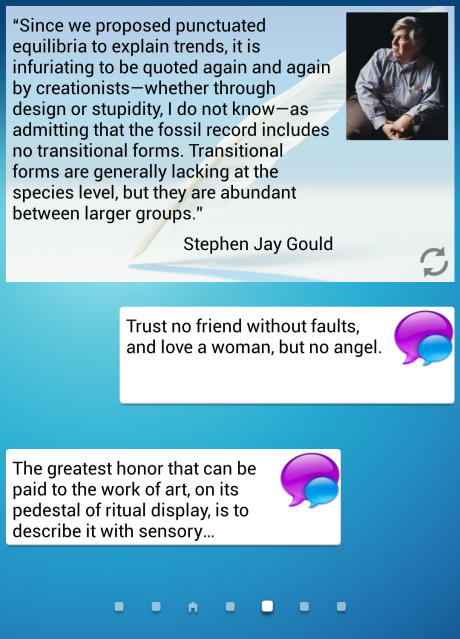 “Since we proposed punctuated
equilibria to explain trends, it is
infuriating to be quoted again and again
by creationists—whether through
design or stupidity, I do not know—as
admitting that the fossil record includes
no transitional forms. Transitional
forms are generally lacking at the
species level, but they are abundant
between larger groups.”
Stephen Jay Gould
Trust no friend without faults,
and love a woman, but no angel.
The greatest honor that can be
paid to the work of art, on its
pedestal of ritual display, is to
describe it with sensory…